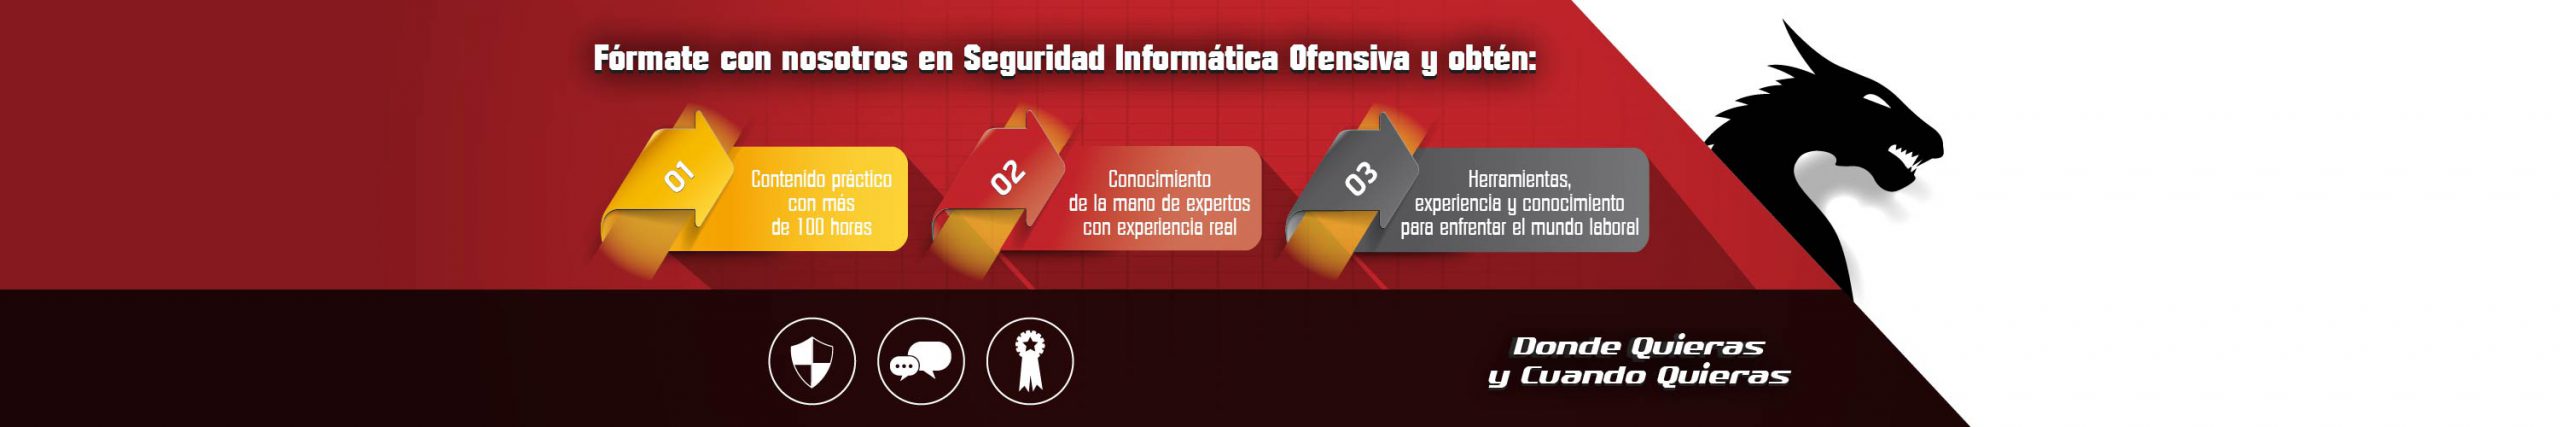 Fórmate con nosotros en Seguridad Informática Ofensiva y obtén:
01
Contenido práctico
con más
de 100 horas
02
Conocimiento
de la mano de expertos
con experiencia real
03
Herramientas,
experiencia y conocimiento
para enfrentar el mundo laboral
Donde Quieras
y Cuando Quieras